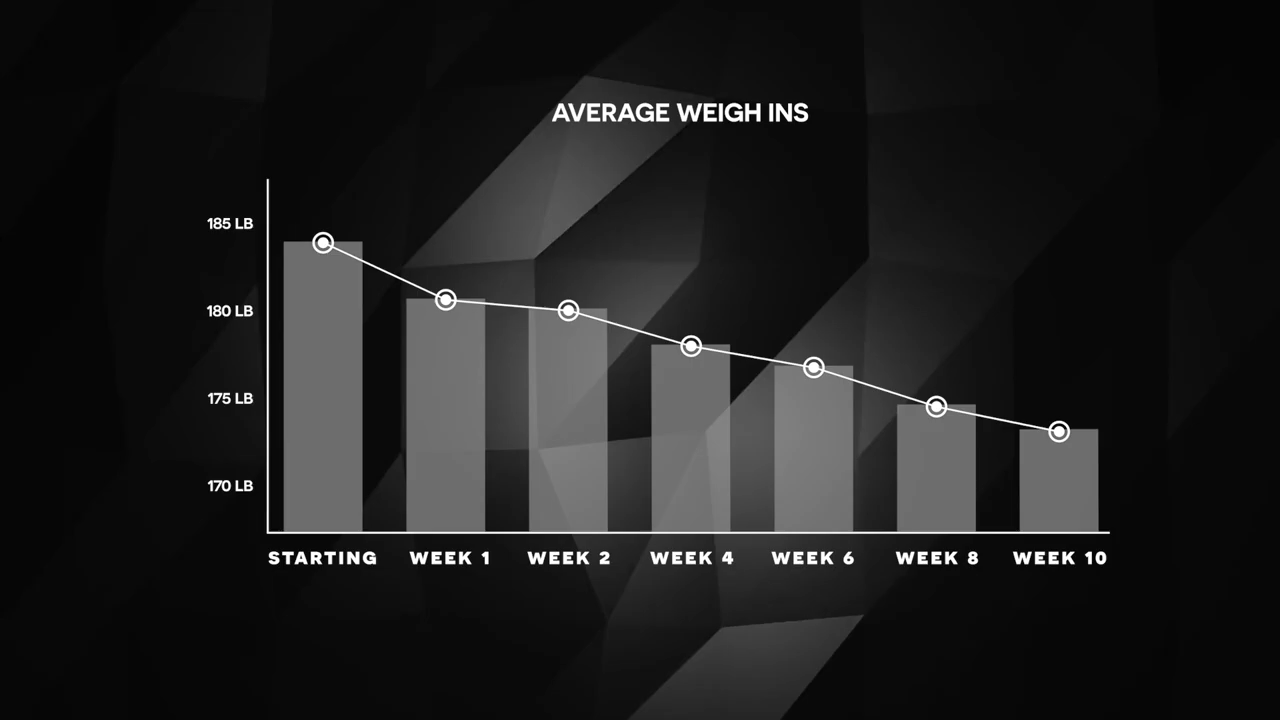 AVERAGE WEIGH INS
185 LB
180 LB
175 LB
170 LB
STARTING WEEK 1 WEEK 2 WEEK 4 WEEK 6 WEEK 8 WEEK 10